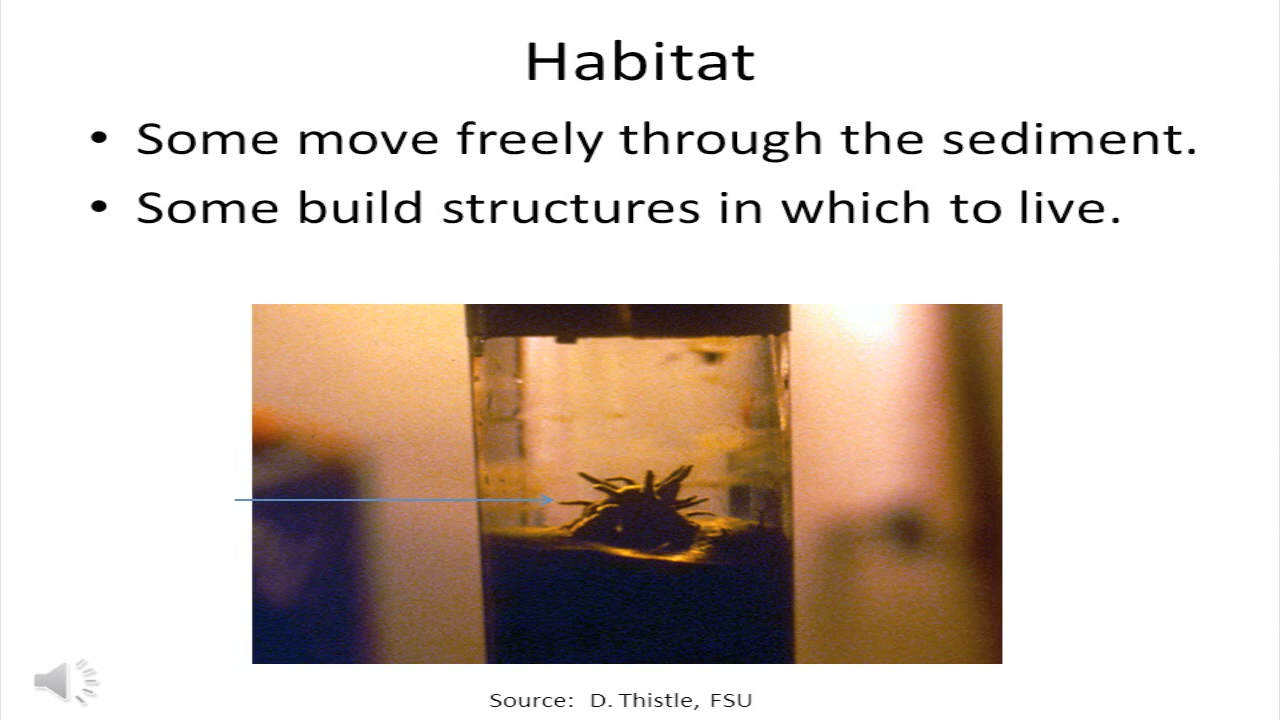 Habitat
• Some move freely through the sediment.
• Some build structures in which to live.
Source: D. Thistle, FSU